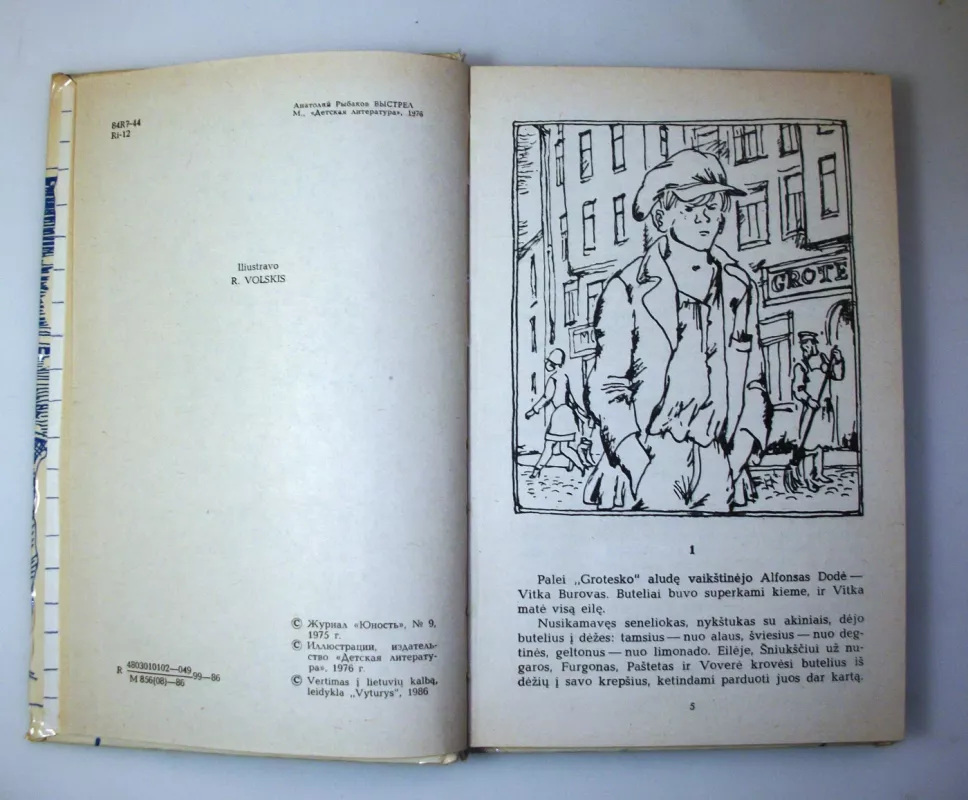 84R7-44
Ri-12
Анатолий Рыбаков ВЫСТРЕЛ
М., «Детская литература», 1976
Iliustravo
R. VOLSKIS
R 4803010102—049 99—86
M 856(08)—86
© Журнал «Юность», № 9,
1975 г.
© Иллюстрации, издатель-
ство «Детская литерату-
ра», 1976 г.
© Vertimas į lietuvių kalbą,
leidykla „Vyturys", 1986
GROTE
1
Palei „Grotesko" aludę vaikštinėjo Alfonsas Dodė —
Vitka Burovas. Buteliai buvo superkami kieme, ir Vitka
matė visą eilę.
Nusikamavęs seneliokas, nykštukas su akiniais, dėjo
butelius į dėžes: tamsius — nuo alaus, šviesius — nuo deg-
tinės, geltonus — nuo limonado. Eilėje, Šniukščiui už nu-
garos, Furgonas, Paštetas ir Voverė krovėsi butelius iš
dėžių į savo krepšius, ketindami parduoti juos dar kartą.
5